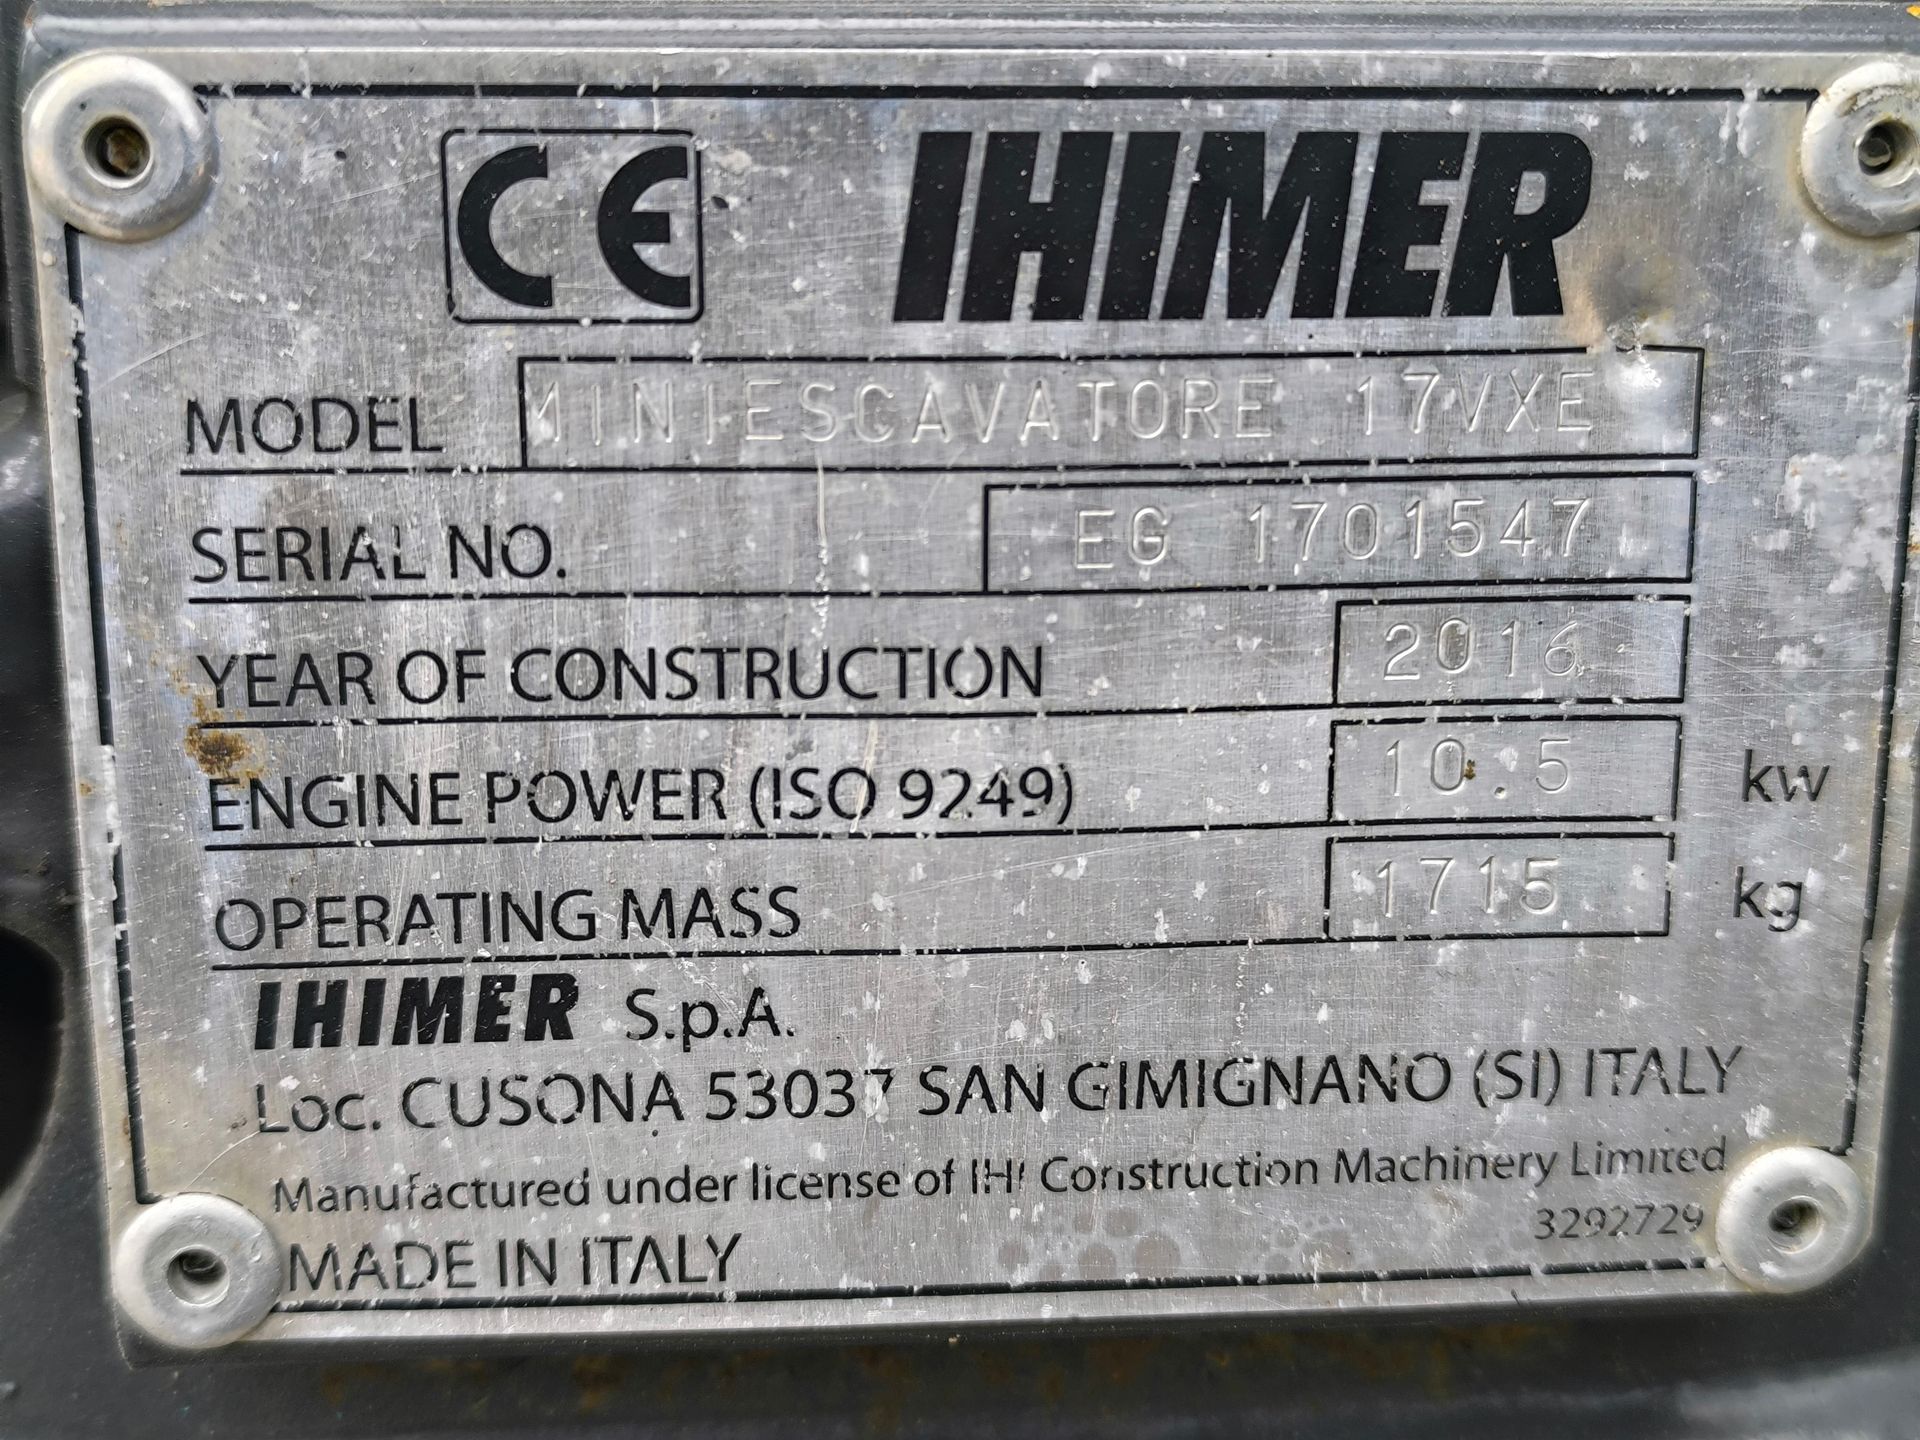 CE IHIMER
MODEL MINIESCAVATORE 17VXE
SERIAL NO. EG 1701547
YEAR OF CONSTRUCTION 2016
ENGINE POWER (ISO 9249) 10.5 kw
OPERATING MASS 1715 kg
IHIMER S.p.A.
Loc. CUSONA 53037 SAN GIMIGNANO (SI) ITALY
Manufactured under license of IHI Construction Machinery Limited
3292729
MADE IN ITALY